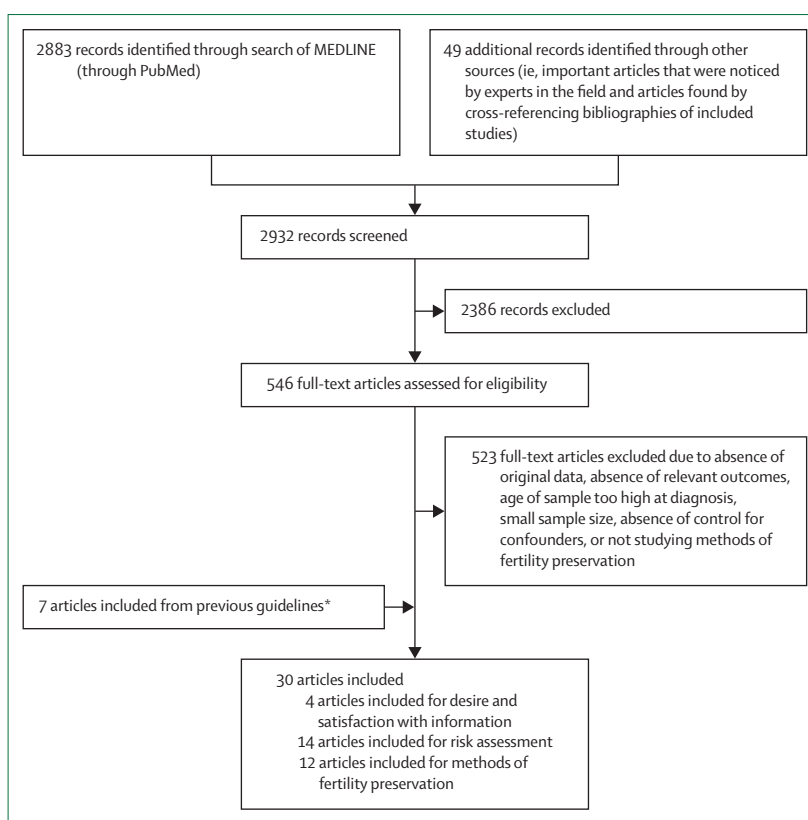 2883 records identified through search of MEDLINE
(through PubMed)
49 additional records identified through other
sources (ie, important articles that were noticed
by experts in the field and articles found by
cross-referencing bibliographies of included
studies)
2932 records screened
2386 records excluded
546 full-text articles assessed for eligibility
523 full-text articles excluded due to absence of
original data, absence of relevant outcomes,
age of sample too high at diagnosis,
small sample size, absence of control for
confounders, or not studying methods of
fertility preservation
7 articles included from previous guidelines*
30 articles included
4 articles included for desire and
satisfaction with information
14 articles included for risk assessment
12 articles included for methods of
fertility preservation